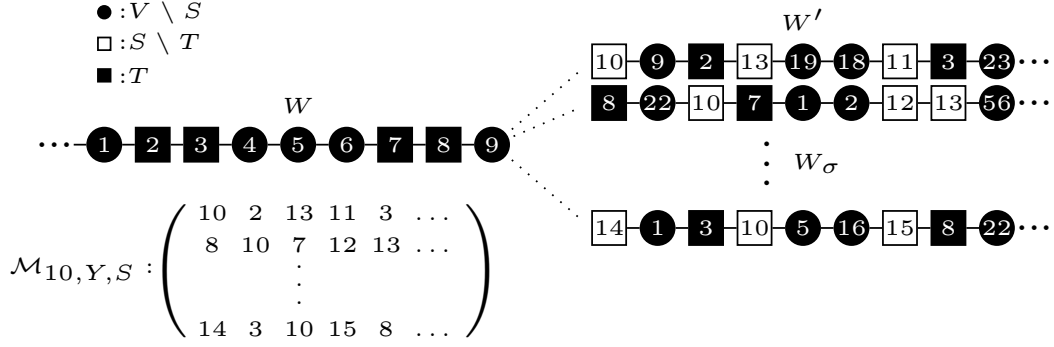 : V \ S
: S \ T
: T
W
··· 1 2 3 4 5 6 7 8 9
W′
10 9 2 13 19 18 11 3 23 ···
8 22 10 7 1 2 12 13 56 ···
W_σ
14 1 3 10 5 16 15 8 22 ···
M_{10,Y,S} :
10 2 13 11 3 ...
8 10 7 12 13 ...
14 3 10 15 8 ...